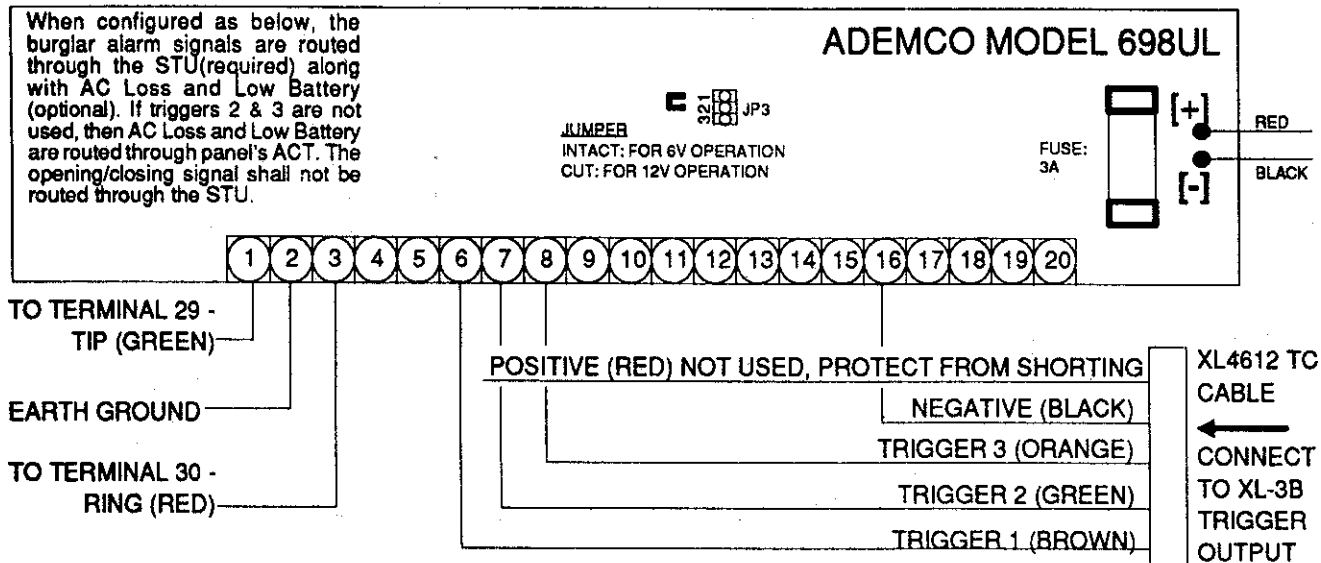 When configured as below, the
burglar alarm signals are routed
through the STU(required) along
with AC Loss and Low Battery
(optional). If triggers 2 & 3 are not
used, then AC Loss and Low Battery
are routed through panel's ACT. The
opening/closing signal shall not be
routed through the STU.
ADEMCO MODEL 698UL
321 JP3
JUMPER
INTACT: FOR 6V OPERATION
CUT: FOR 12V OPERATION
FUSE:
3A
[+]
[-]
RED
BLACK
1 2 3 4 5 6 7 8 9 10 11 12 13 14 15 16 17 18 19 20
TO TERMINAL 29 -
TIP (GREEN)
EARTH GROUND
TO TERMINAL 30 -
RING (RED)
POSITIVE (RED) NOT USED, PROTECT FROM SHORTING
NEGATIVE (BLACK)
TRIGGER 3 (ORANGE)
TRIGGER 2 (GREEN)
TRIGGER 1 (BROWN)
XL4612 TC
CABLE
CONNECT
TO XL-3B
TRIGGER
OUTPUT